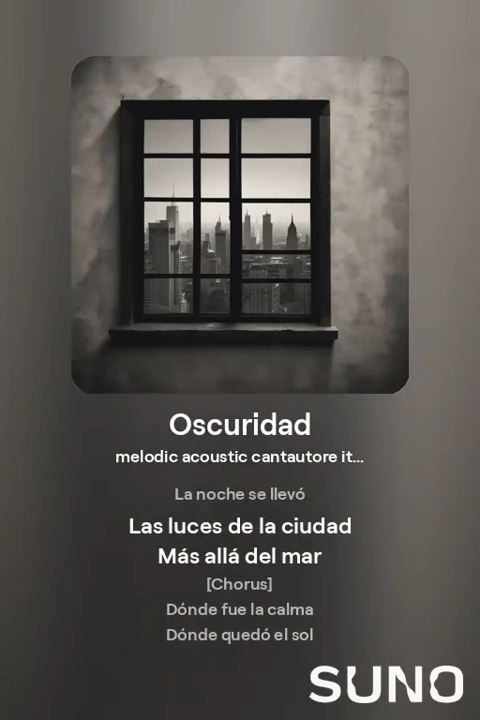 Oscuridad
melodic acoustic cantautore it...
La noche se llevó
Las luces de la ciudad
Más allá del mar
[Chorus]
Dónde fue la calma
Dónde quedó el sol
SUNO